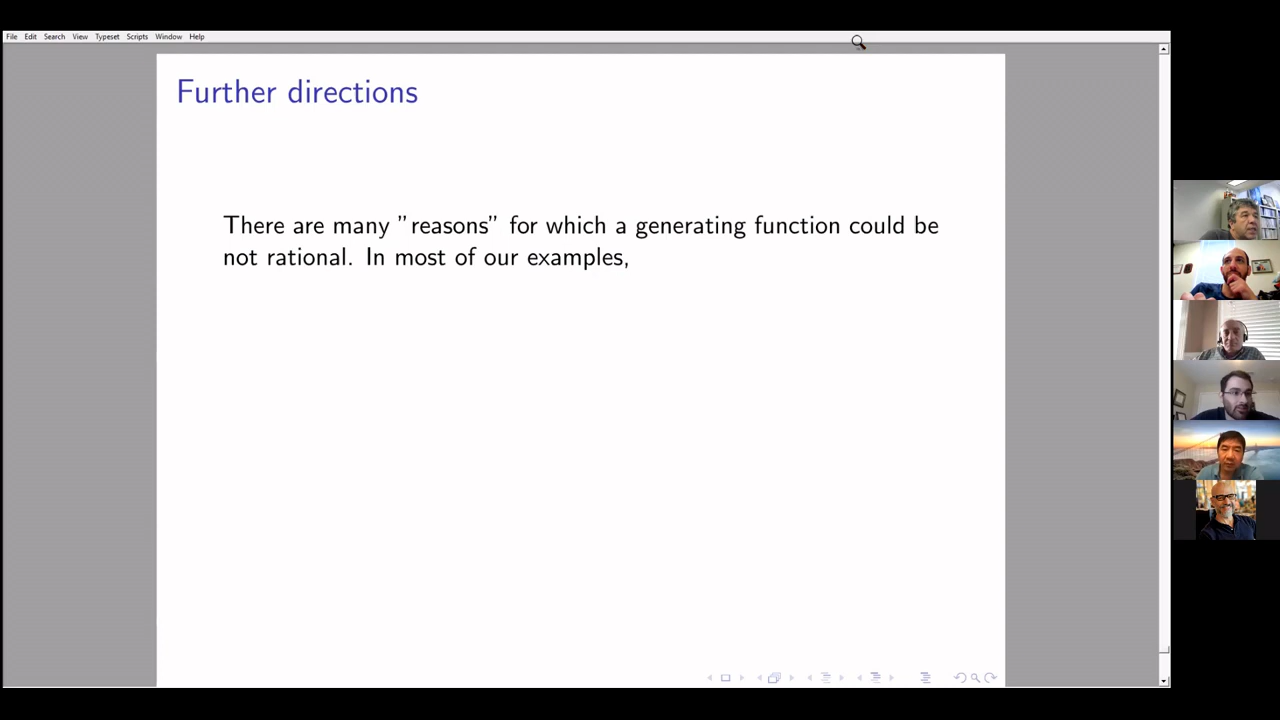 File Edit Search View Typeset Scripts Window Help
Further directions
There are many ”reasons” for which a generating function could be
not rational. In most of our examples,